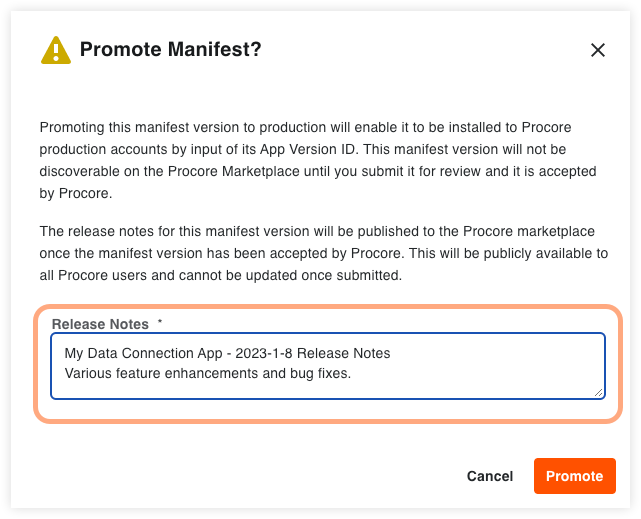 Promote Manifest?
Promoting this manifest version to production will enable it to be installed to Procore
production accounts by input of its App Version ID. This manifest version will not be
discoverable on the Procore Marketplace until you submit it for review and it is accepted
by Procore.
The release notes for this manifest version will be published to the Procore marketplace
once the manifest version has been accepted by Procore. This will be publicly available to
all Procore users and cannot be updated once submitted.
Release Notes *
My Data Connection App - 2023-1-8 Release Notes
Various feature enhancements and bug fixes.
Cancel Promote